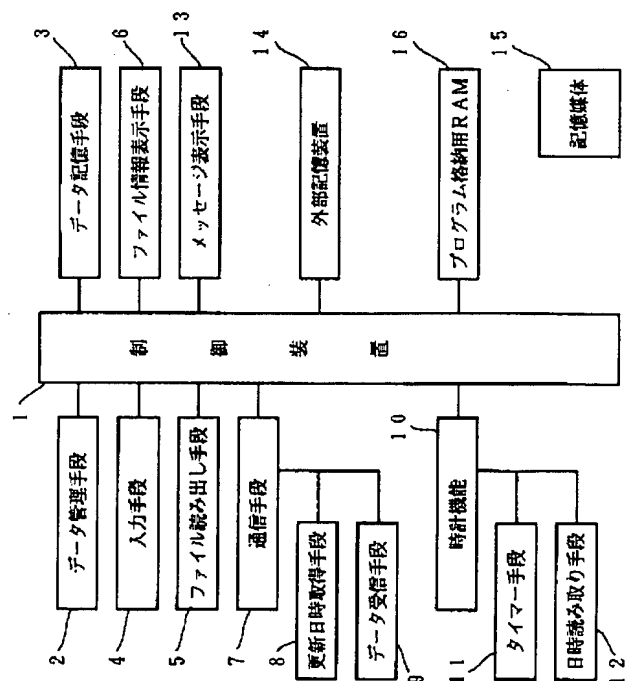 1
制御装置
2
データ管理手段
4
入力手段
5
ファイル読み出し手段
7
通信手段
8
更新日時取得手段
9
データ受信手段
10
時計機能
11
タイマー手段
12
日時読み取り手段
3
データ記憶手段
6
ファイル情報表示手段
13
メッセージ表示手段
14
外部記憶装置
16
プログラム格納用RAM
15
記憶媒体